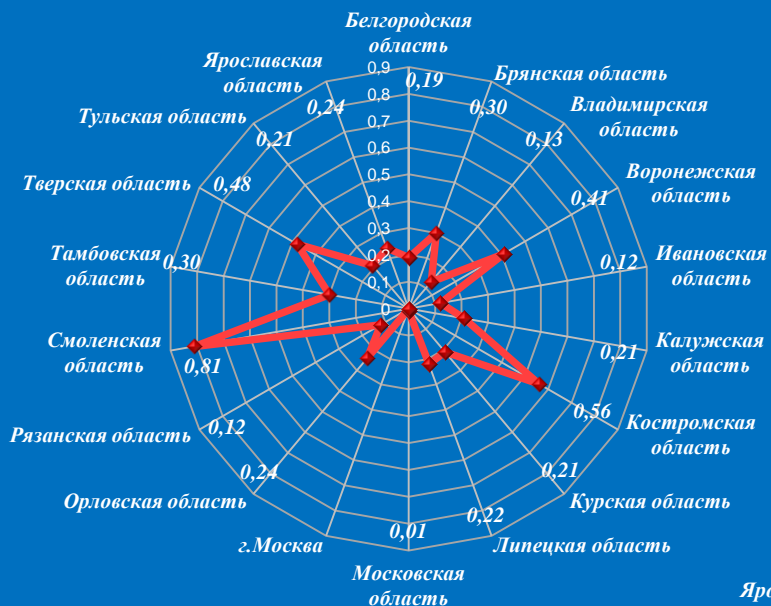 Белгородская
область
0,19
Брянская область
0,30
Владимирская
область
0,13
Воронежская
область
0,41
Ивановская
область
0,12
Калужская
область
0,21
Костромская
область
0,56
Курская область
0,21
Липецкая область
0,22
Московская
область
0,01
г.Москва
Орловская область
0,24
Рязанская область
0,12
Смоленская
область
0,81
Тамбовская
область
0,30
Тверская область
0,48
Тульская область
0,21
Ярославская
область
0,24
0,9
0,8
0,7
0,6
0,5
0,4
0,3
0,2
0,1
0
Яро